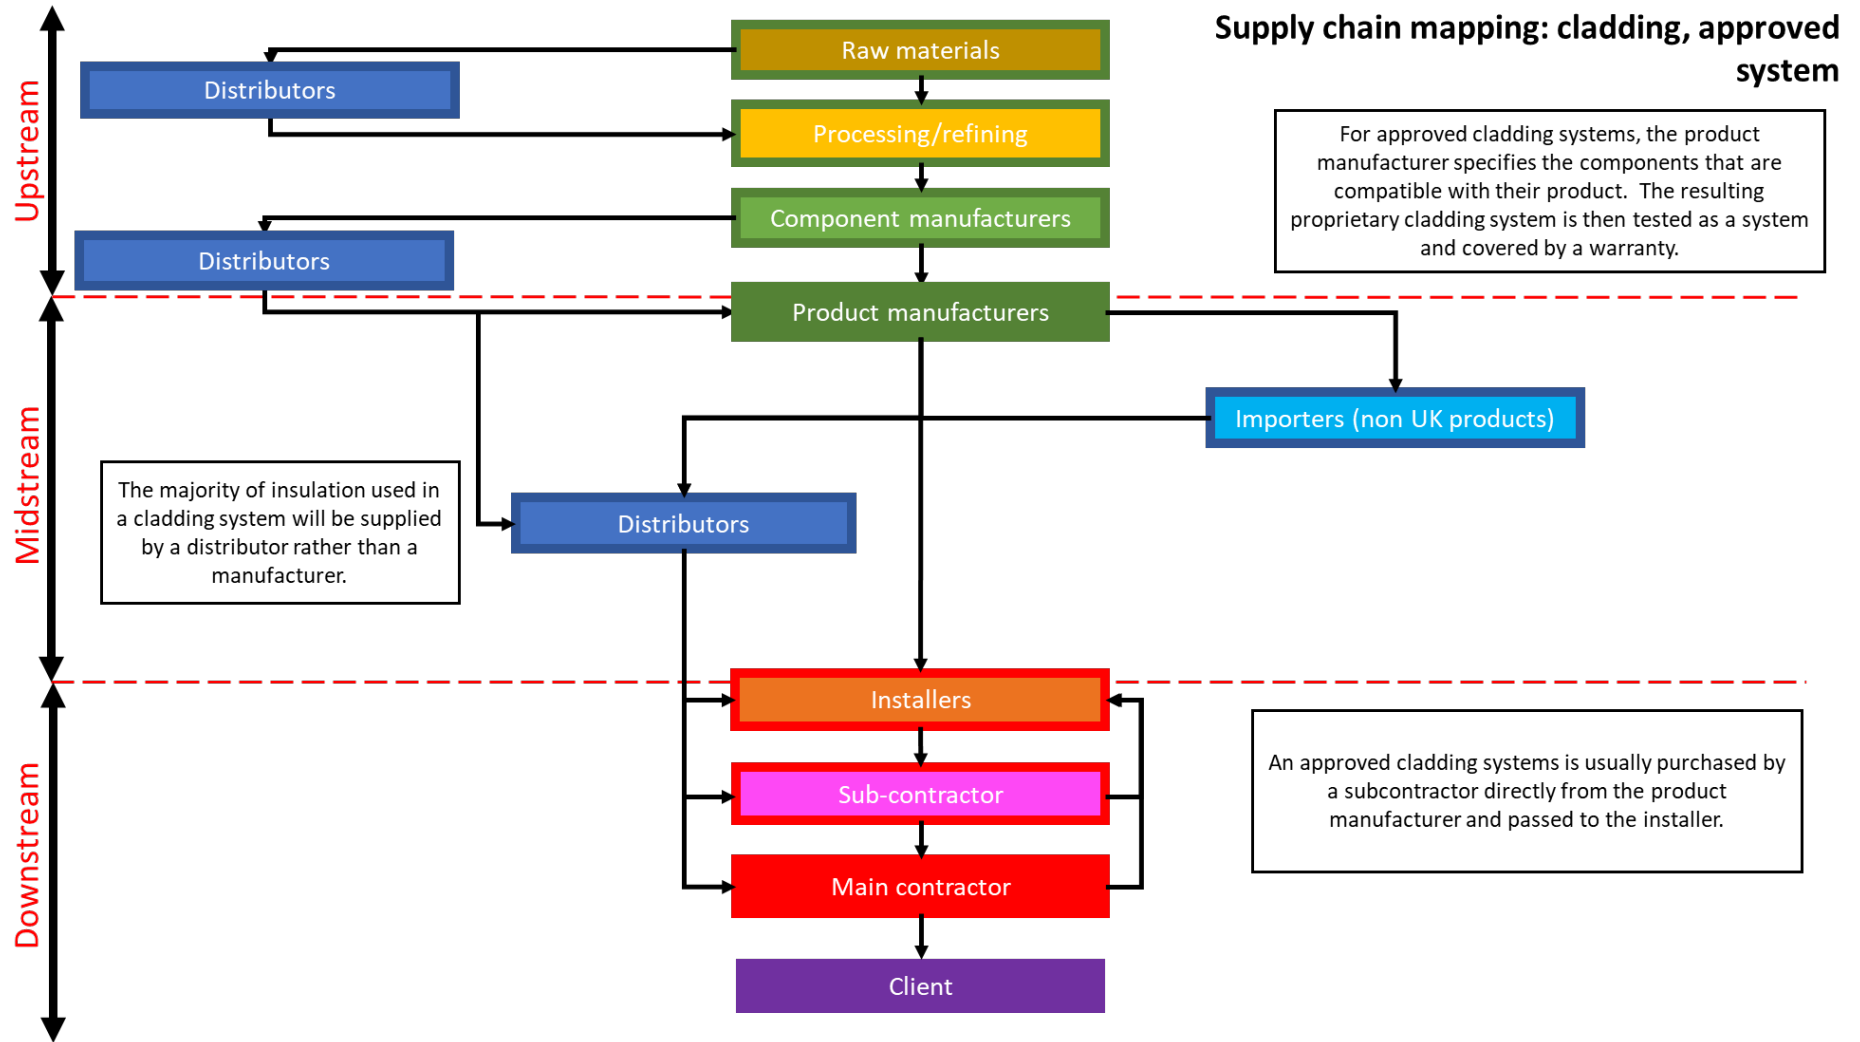 Supply chain mapping: cladding, approved
system
Upstream
Raw materials
Distributors
Processing/refining
For approved cladding systems, the product
manufacturer specifies the components that are
compatible with their product. The resulting
proprietary cladding system is then tested as a system
and covered by a warranty.
Component manufacturers
Distributors
Midstream
Product manufacturers
Importers (non UK products)
The majority of insulation used in
a cladding system will be supplied
by a distributor rather than a
manufacturer.
Distributors
Downstream
Installers
An approved cladding systems is usually purchased by
a subcontractor directly from the product
manufacturer and passed to the installer.
Sub-contractor
Main contractor
Client